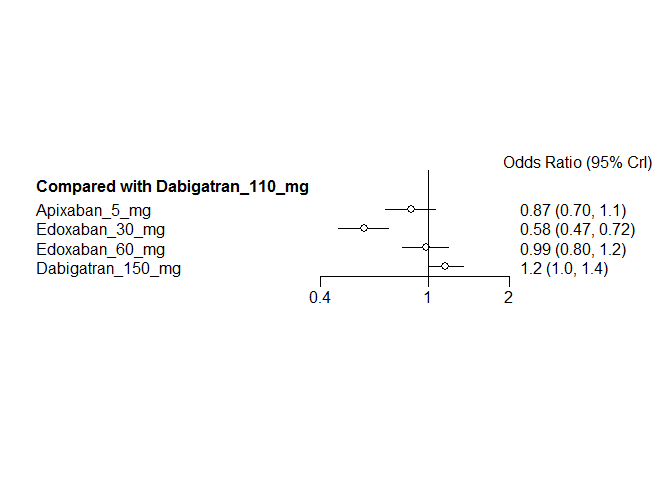 Odds Ratio (95% CrI)
Compared with Dabigatran_110_mg
Apixaban_5_mg 0.87 (0.70, 1.1)
Edoxaban_30_mg 0.58 (0.47, 0.72)
Edoxaban_60_mg 0.99 (0.80, 1.2)
Dabigatran_150_mg 1.2 (1.0, 1.4)
0.4 1 2